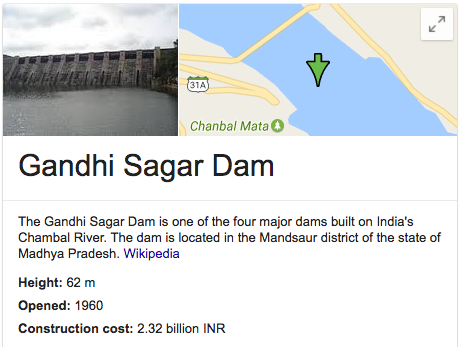 31A
Chanbal Mata
Gandhi Sagar Dam
The Gandhi Sagar Dam is one of the four major dams built on India's
Chambal River. The dam is located in the Mandsaur district of the state of
Madhya Pradesh. Wikipedia
Height: 62 m
Opened: 1960
Construction cost: 2.32 billion INR